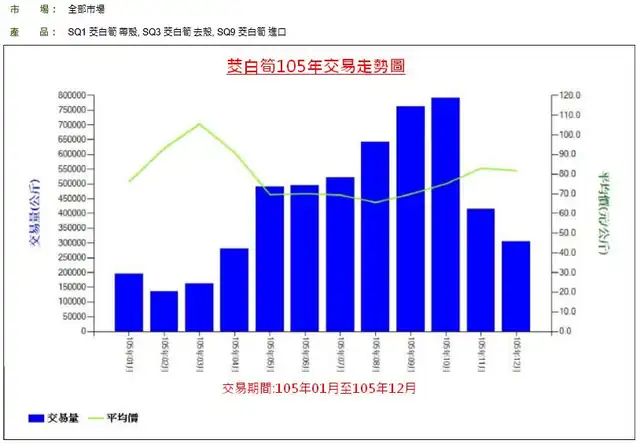 市 場： 全部市場
產 品： SQ1 茭白筍 帶殼, SQ3 茭白筍 去殼, SQ9 茭白筍 進口
茭白筍105年交易走勢圖
交易量(公斤)
800000
750000
700000
650000
600000
550000
500000
450000
400000
350000
300000
250000
200000
150000
100000
50000
0
120.0
110.0
100.0
90.0
80.0
70.0
60.0
50.0
40.0
30.0
20.0
10.0
0.0
平均價(元/公斤)
105年01月
105年02月
105年03月
105年04月
105年05月
105年06月
105年07月
105年08月
105年09月
105年10月
105年11月
105年12月
交易期間:105年01月至105年12月
交易量 平均價